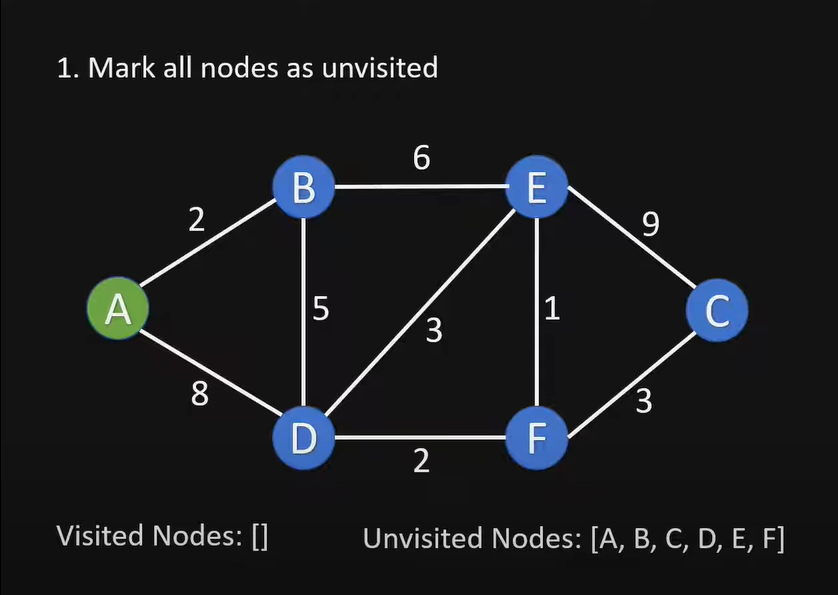 1. Mark all nodes as unvisited
6
B
E
2
9
A
5
3
1
C
8
3
D
F
2
Visited Nodes: []
Unvisited Nodes: [A, B, C, D, E, F]